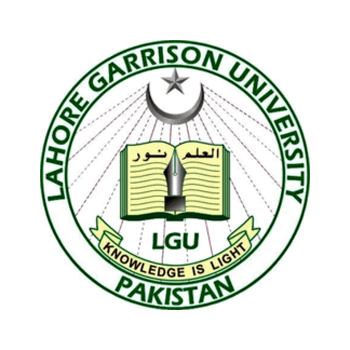 LAHORE GARRISON UNIVERSITY
العلم نور
LGU
KNOWLEDGE IS LIGHT
PAKISTAN